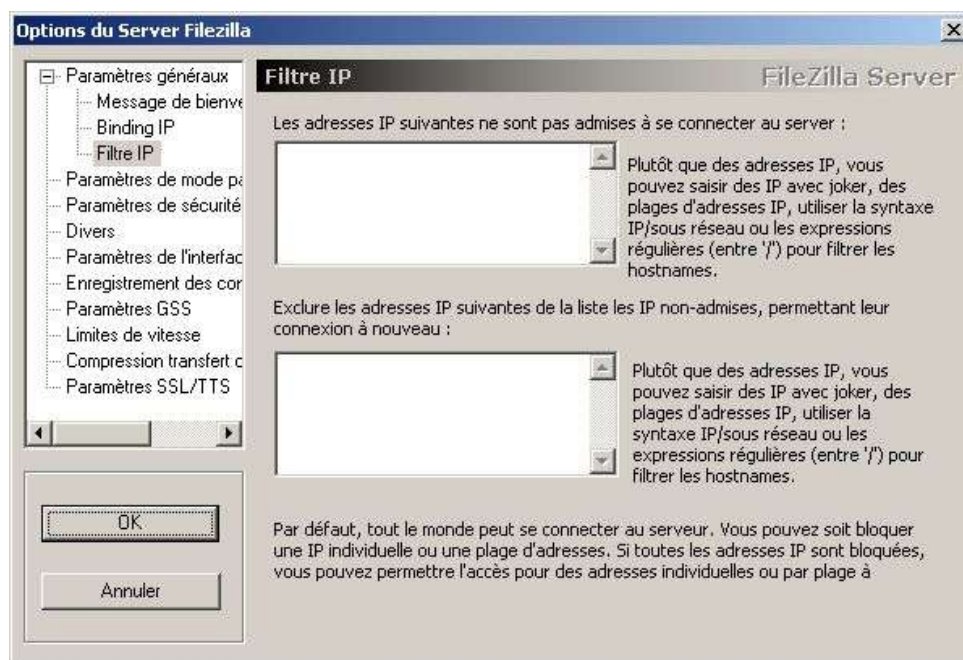 Options du Server Filezilla
Paramètres généraux
Message de bienve
Binding IP
Filtre IP
Paramètres de mode pa
Paramètres de sécurité
Divers
Paramètres de l'interfac
Enregistrement des cor
Paramètres GSS
Limites de vitesse
Compression transfert c
Paramètres SSL/TTS
OK
Annuler
Filtre IP
FileZilla Server
Les adresses IP suivantes ne sont pas admises à se connecter au server :
Plutôt que des adresses IP, vous
pouvez saisir des IP avec joker, des
plages d'adresses IP, utiliser la syntaxe
IP/sous réseau ou les expressions
régulières (entre '/') pour filtrer les
hostnames.
Exclure les adresses IP suivantes de la liste les IP non-admises, permettant leur
connexion à nouveau :
Plutôt que des adresses IP, vous
pouvez saisir des IP avec joker, des
plages d'adresses IP, utiliser la
syntaxe IP/sous réseau ou les
expressions régulières (entre '/') pour
filtrer les hostnames.
Par défaut, tout le monde peut se connecter au serveur. Vous pouvez soit bloquer
une IP individuelle ou une plage d'adresses. Si toutes les adresses IP sont bloquées,
vous pouvez permettre l'accès pour des adresses individuelles ou par plage à